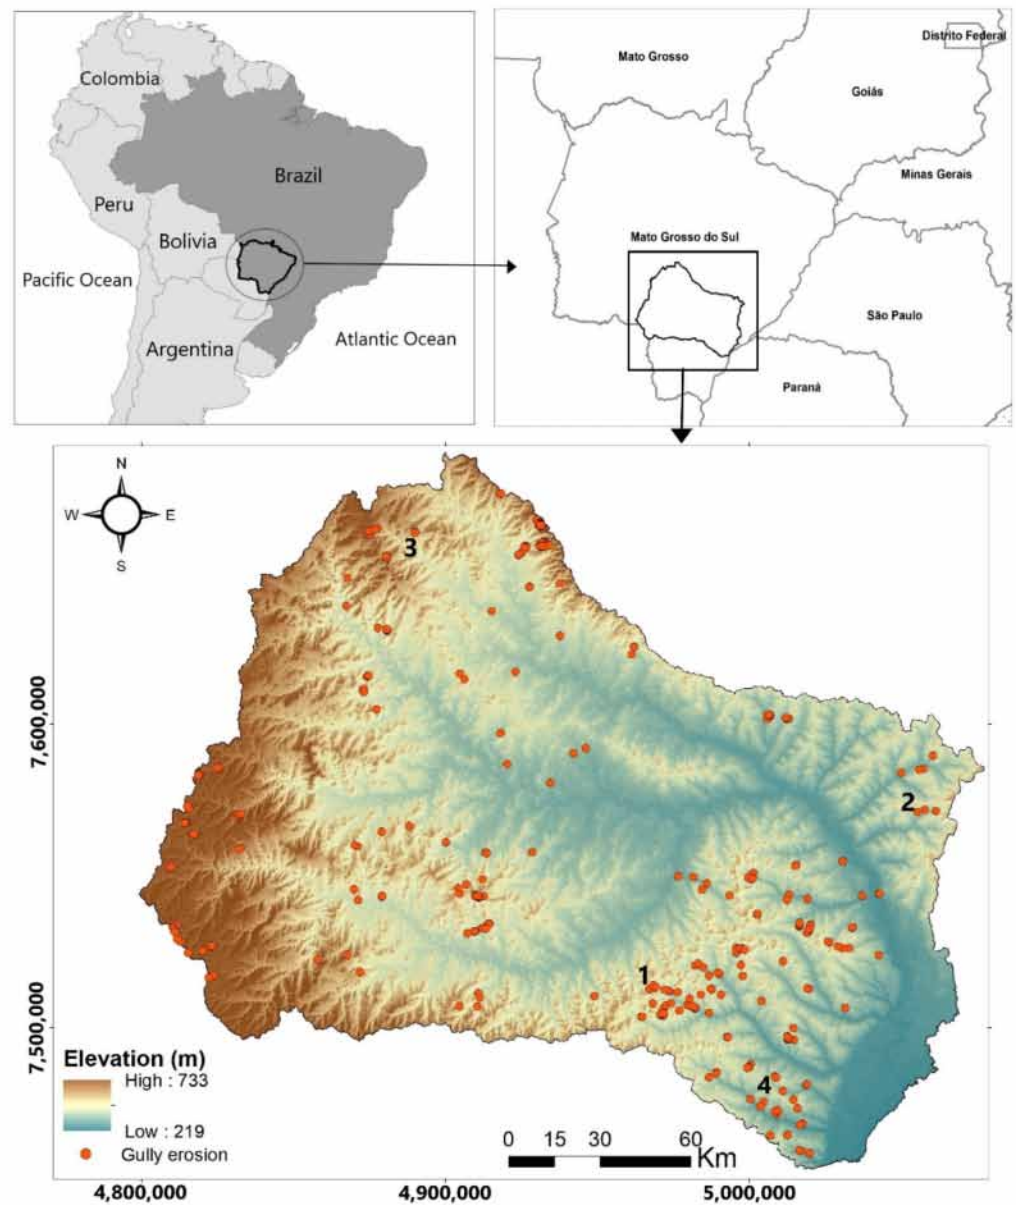 Colombia
Brazil
Peru
Bolivia
Pacific Ocean
Argentina
Atlantic Ocean
Distrito Federal
Mato Grosso
Goiás
Minas Gerais
Mato Grosso do Sul
São Paulo
Paraná
N
W E
S
3
2
1
4
7,600,000
7,500,000
Elevation (m)
High : 733
Low : 219
Gully erosion
0 15 30 60
Km
4,800,000 4,900,000 5,000,000